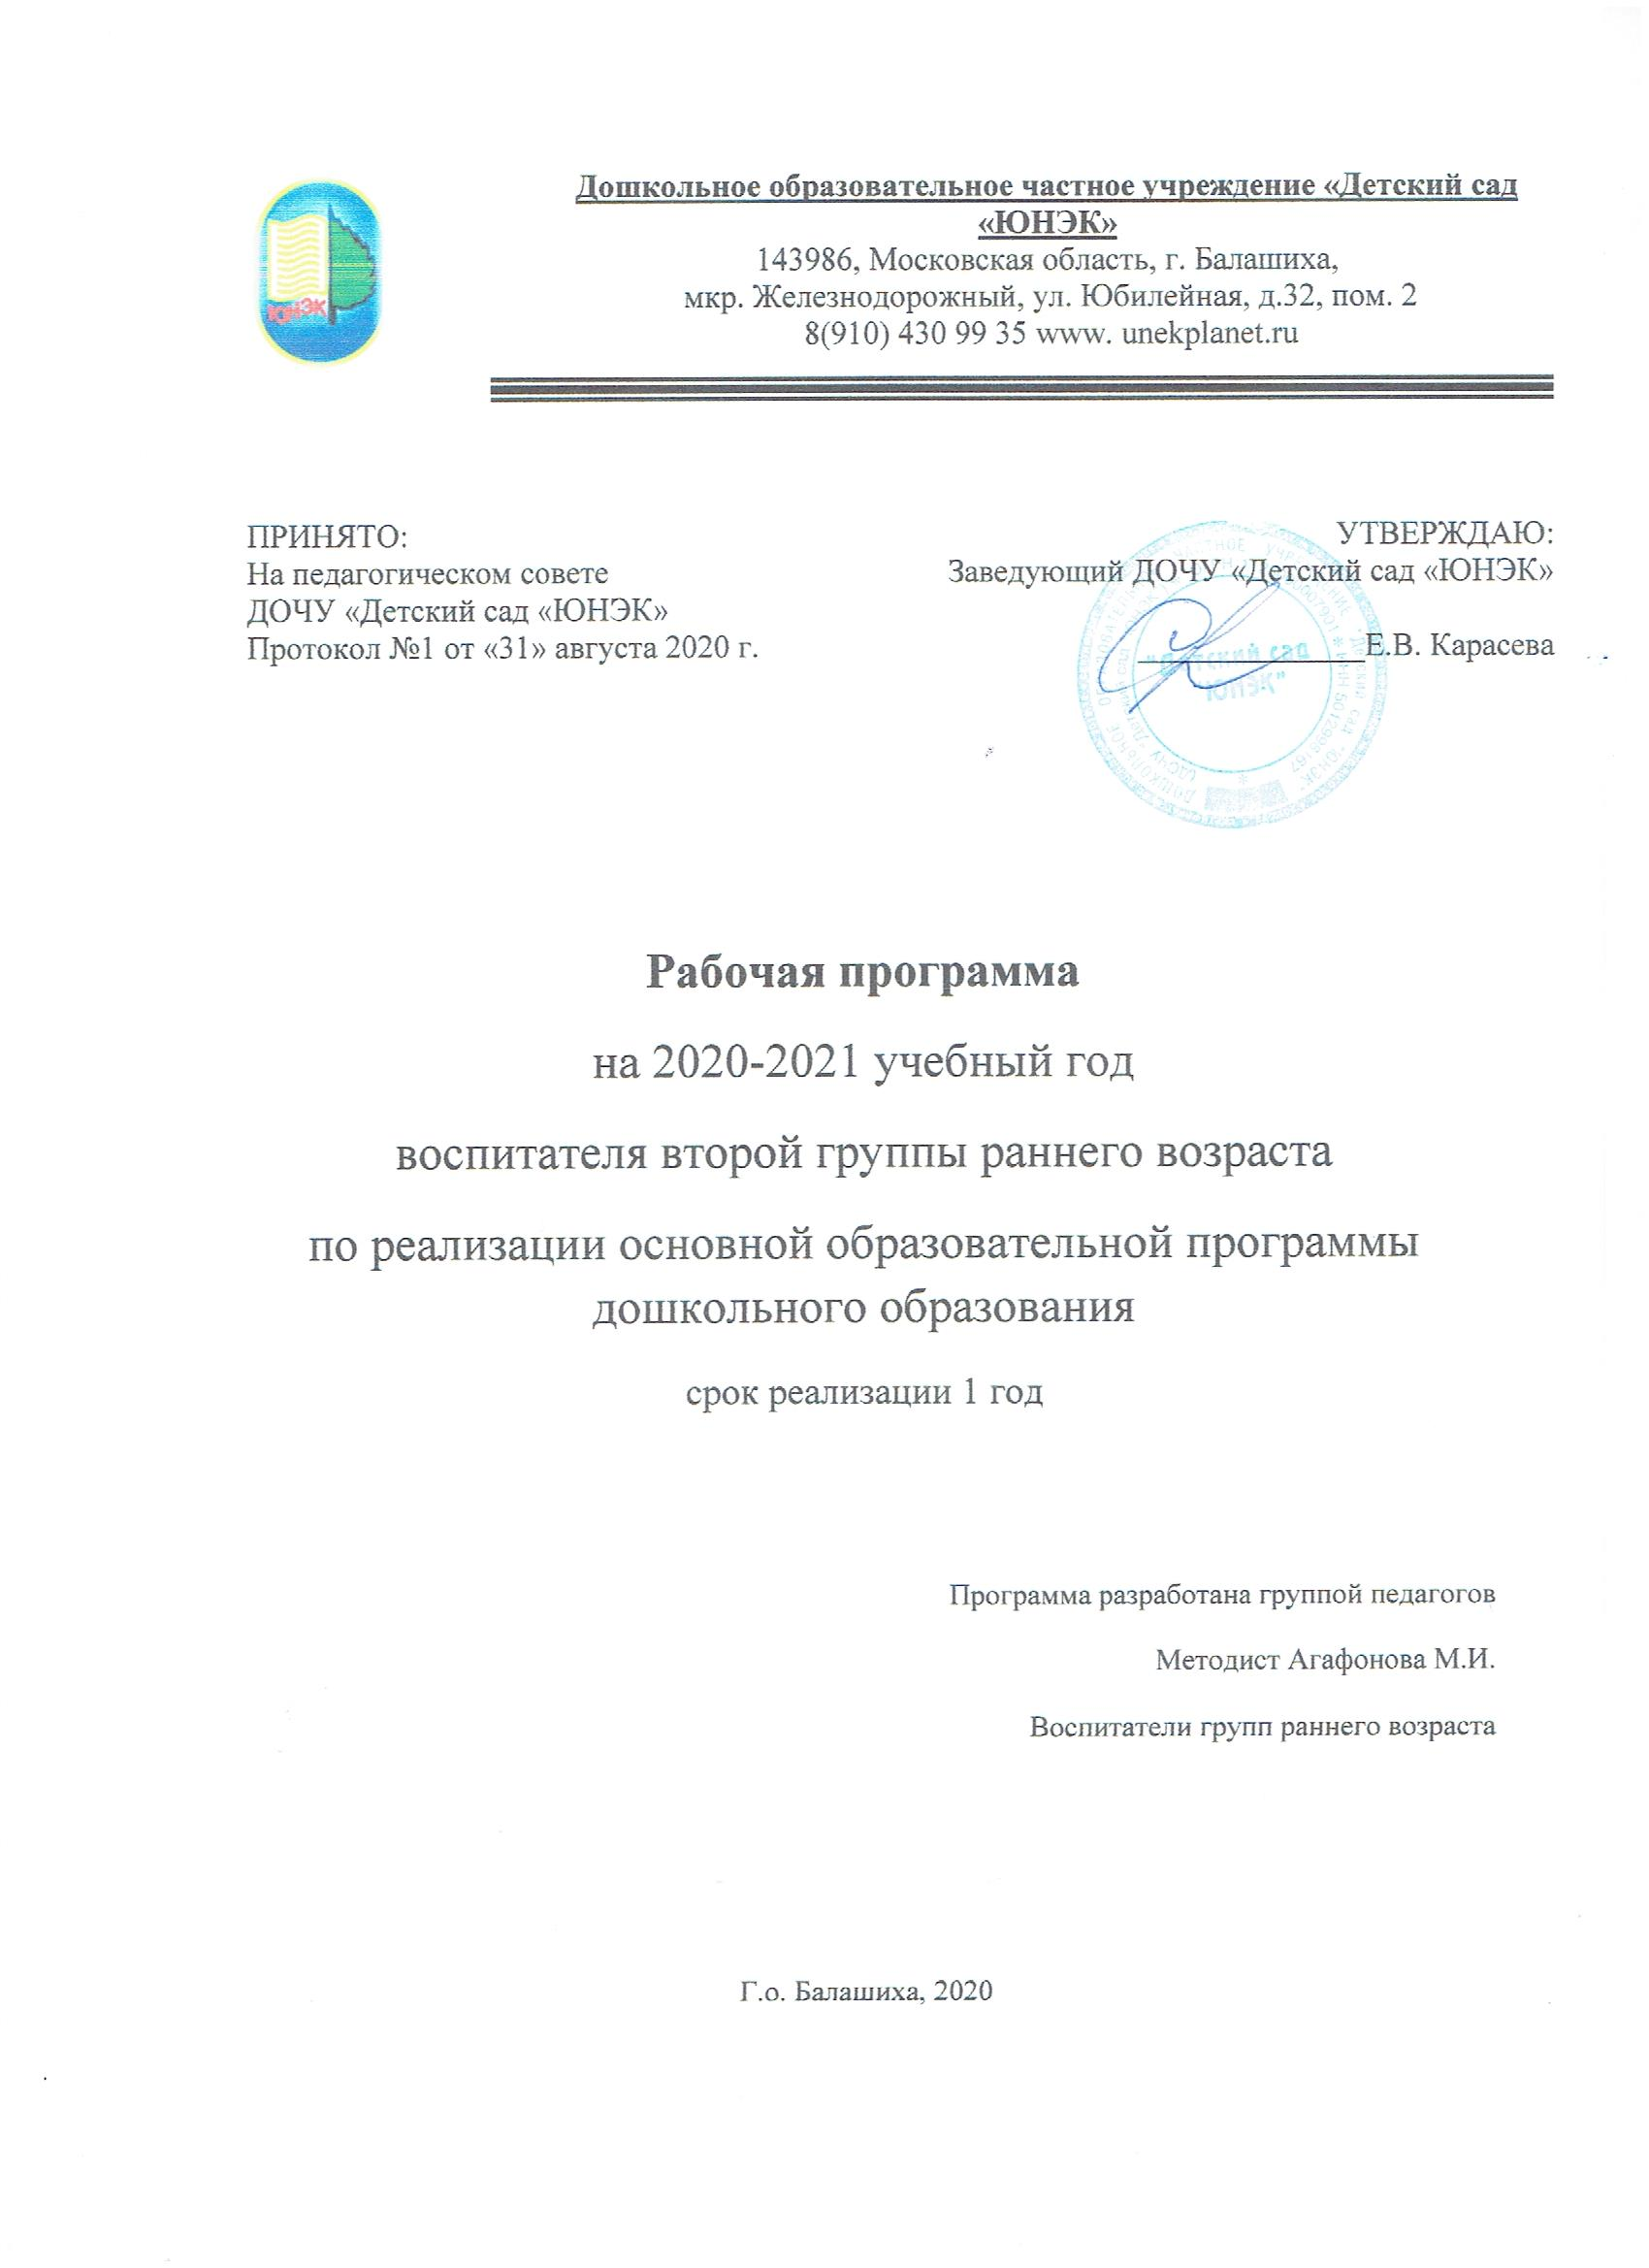 Дошкольное образовательное частное учреждение «Детский сад
«ЮНЭК»
143986, Московская область, г. Балашиха,
мкр. Железнодорожный, ул. Юбилейная, д.32, пом. 2
8(910) 430 99 35 www. unekplanet.ru
ЮНЭК
ПРИНЯТО:
На педагогическом совете
ДОЧУ «Детский сад «ЮНЭК»
Протокол №1 от «31» августа 2020 г.
УТВЕРЖДАЮ:
Заведующий ДОЧУ «Детский сад «ЮНЭК»
Е.В. Карасева
"Детский сад
ЮНЭК"
Рабочая программа
на 2020-2021 учебный год
воспитателя второй группы раннего возраста
по реализации основной образовательной программы
дошкольного образования
срок реализации 1 год
Программа разработана группой педагогов
Методист Агафонова М.И.
Воспитатели групп раннего возраста
Г.о. Балашиха, 2020